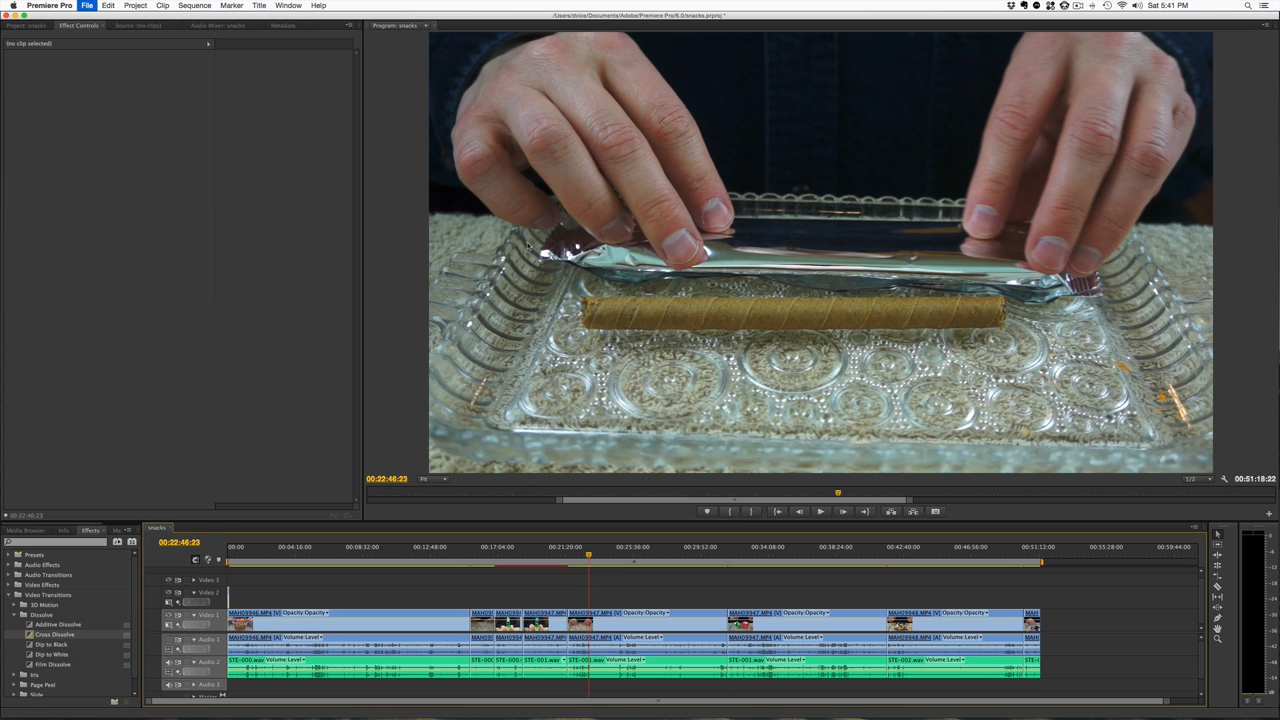 Premiere Pro File Edit Project Clip Sequence Marker Title Window Help Sat 5:41 PM
/Users/dvice/Documents/Adobe/Premiere Pro/6.0/snacks.prproj *
Project: snacks Effect Controls Source: (no clips) Audio Mixer: snacks Metadata Program: snacks
(no clip selected)
00:22:46:23 Fit 1/2 00:51:18:22
00:22:46:23
Media Browser Info Effects snacks
00:22:46:23
00:00 00:04:16:00 00:08:32:00 00:12:48:00 00:17:04:00 00:21:20:00 00:25:36:00 00:29:52:00 00:34:08:00 00:38:24:00 00:42:40:00 00:46:56:00 00:51:12:00 00:55:28:00 00:59:44:00
Presets
Audio Effects
Audio Transitions
Video Effects
Video Transitions
3D Motion
Dissolve
Additive Dissolve
Cross Dissolve
Dip to Black
Dip to White
Film Dissolve
Iris
Page Peel
Slide
Video 3
Video 2
Video 1 MAH09946.MP4 [V] Opacity:Opacity MAH09947.MP4 MAH09947.MP4 [V] Opacity:Opacity MAH09947.MP4 [V] Opacity:Opacity MAH09948.MP4 [V] Opacity:Opacity
Audio 1 MAH09946.MP4 [A] Volume:Level MAH09947.MP4 MAH09947.MP4 [A] Volume:Level MAH09947.MP4 [A] Volume:Level MAH09948.MP4 [A] Volume:Level
Audio 2 STE-000.wav Volume:Level STE-001.wav STE-001.wav Volume:Level STE-001.wav Volume:Level STE-002.wav Volume:Level
Audio 3